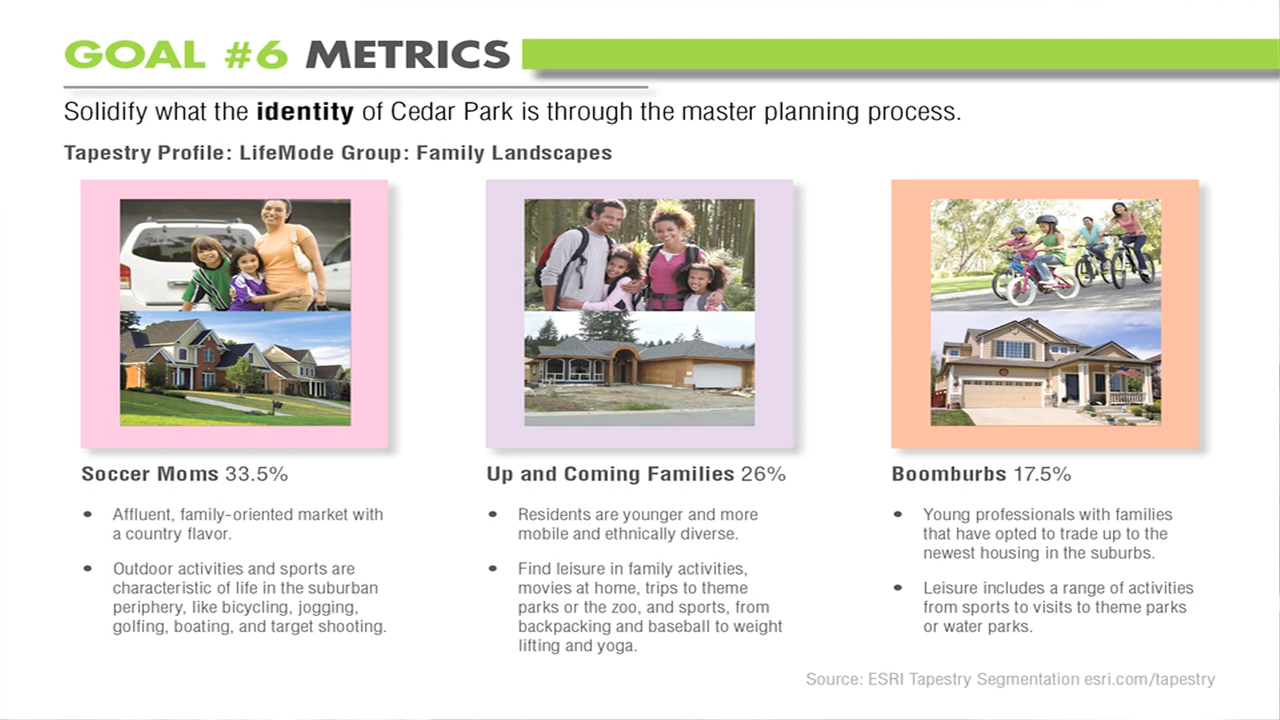 GOAL #6 METRICS
Solidify what the identity of Cedar Park is through the master planning process.
Tapestry Profile: LifeMode Group: Family Landscapes
Soccer Moms 33.5%
• Affluent, family-oriented market with
a country flavor.
• Outdoor activities and sports are
characteristic of life in the suburban
periphery, like bicycling, jogging,
golfing, boating, and target shooting.
Up and Coming Families 26%
• Residents are younger and more
mobile and ethnically diverse.
• Find leisure in family activities,
movies at home, trips to theme
parks or the zoo, and sports, from
backpacking and baseball to weight
lifting and yoga.
Boomburbs 17.5%
• Young professionals with families
that have opted to trade up to the
newest housing in the suburbs.
• Leisure includes a range of activities
from sports to visits to theme parks
or water parks.
Source: ESRI Tapestry Segmentation esri.com/tapestry